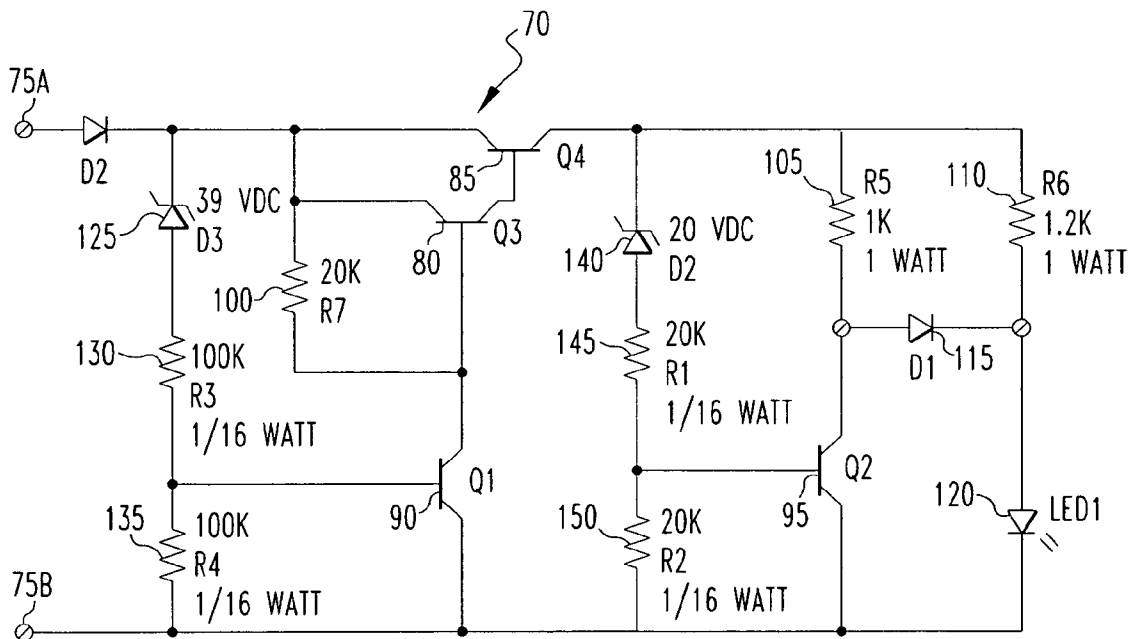 70
75A
D2
125
39 VDC
D3
85
Q4
80
Q3
100
20K
R7
130
100K
R3
1/16 WATT
135
100K
R4
1/16 WATT
90
Q1
75B
140
20 VDC
D2
145
20K
R1
1/16 WATT
150
20K
R2
1/16 WATT
105
R5
1K
1 WATT
110
R6
1.2K
1 WATT
D1
115
95
Q2
120
LED1